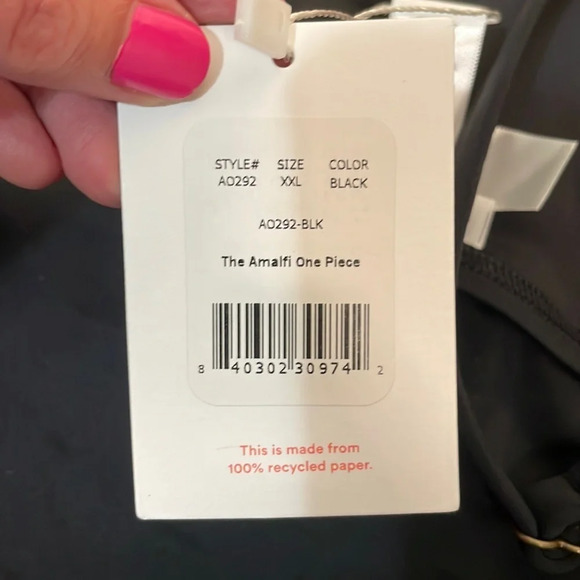 STYLE# SIZE COLOR
AO292 XXL BLACK
AO292-BLK
The Amalfi One Piece
8 40302 30974 2
This is made from
100% recycled paper.